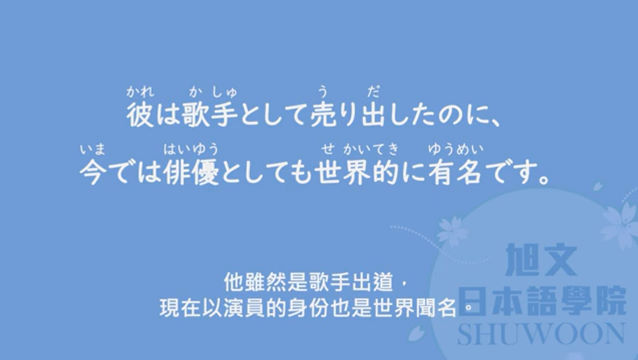 かれ か しゅ う だ
彼は歌手として売り出したのに、
いま はいゆう せ かいてき ゆうめい
今では俳優としても世界的に有名です。
他雖然是歌手出道，
現在以演員的身份也是世界聞名。
旭文
日本語學院
SHUWOON